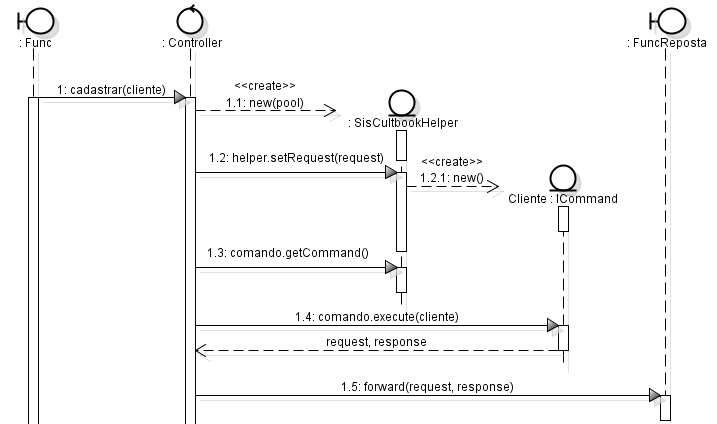 : Func
: Controller
: FuncReposta
1: cadastrar(cliente)
<<create>>
1.1: new(pool)
: SisCultbookHelper
1.2: helper.setRequest(request)
<<create>>
1.2.1: new()
Cliente : ICommand
1.3: comando.getCommand()
1.4: comando.execute(cliente)
request, response
1.5: forward(request, response)